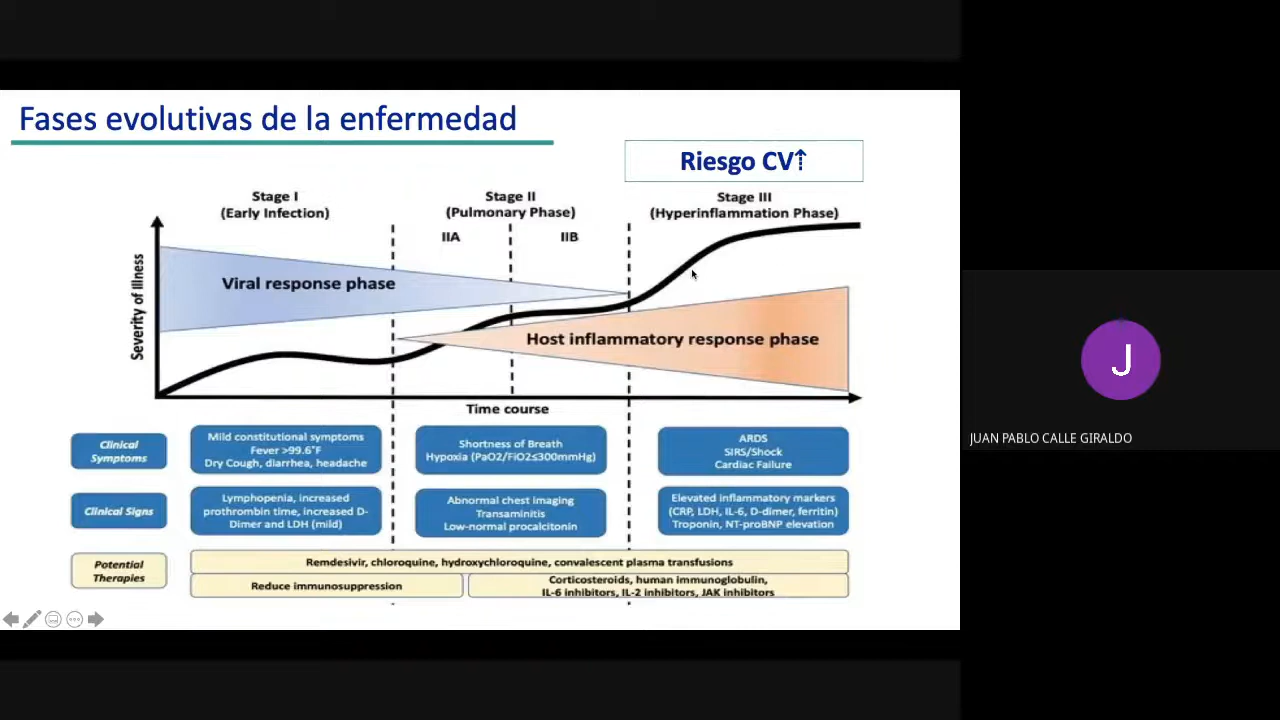 Fases evolutivas de la enfermedad
Riesgo CV⇡
Stage I
(Early Infection)
Stage II
(Pulmonary Phase)
Stage III
(Hyperinflammation Phase)
IIA
IIB
Severity of Illness
Viral response phase
Host inflammatory response phase
Time course
Clinical
Symptoms
Mild constitutional symptoms
Fever >99.6°F
Dry Cough, diarrhea, headache
Shortness of Breath
Hypoxia (PaO2/FiO2≤300mmHg)
ARDS
SIRS/Shock
Cardiac Failure
Clinical Signs
Lymphopenia, increased
prothrombin time, increased D-
Dimer and LDH (mild)
Abnormal chest imaging
Transaminitis
Low-normal procalcitonin
Elevated inflammatory markers
(CRP, LDH, IL-6, D-dimer, ferritin)
Troponin, NT-proBNP elevation
Potential
Therapies
Remdesivir, chloroquine, hydroxychloroquine, convalescent plasma transfusions
Reduce immunosuppression
Corticosteroids, human immunoglobulin,
IL-6 inhibitors, IL-2 inhibitors, JAK inhibitors
J
JUAN PABLO CALLE GIRALDO